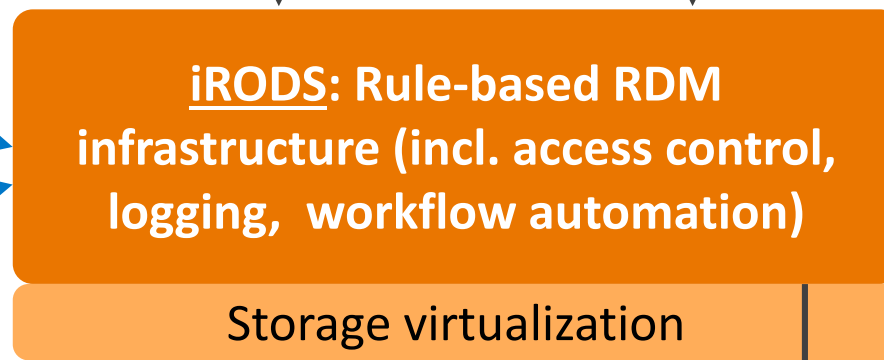 iRODS: Rule-based RDM
infrastructure (incl. access control,
logging,  workflow automation)
Storage virtualization